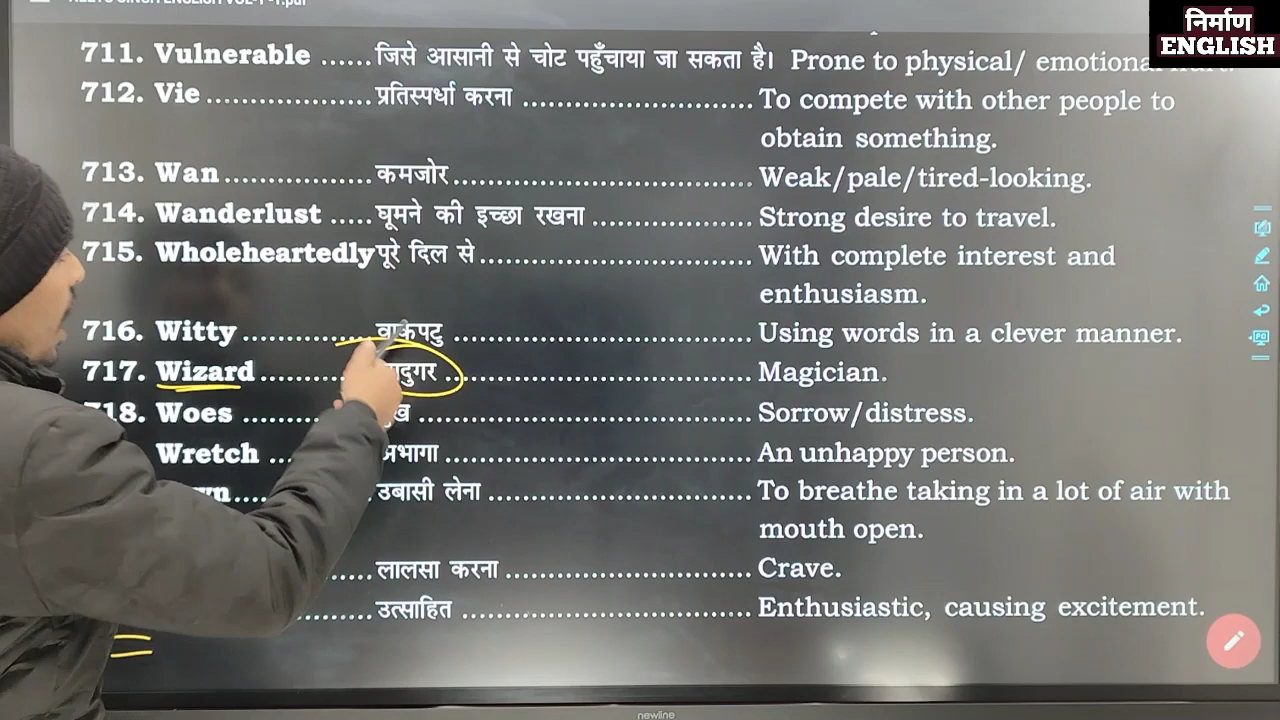 निर्माण
ENGLISH
711. Vulnerable ...... जिसे आसानी से चोट पहुँचाया जा सकता है। Prone to physical/
712. Vie .................... प्रतिस्पर्धा करना ............................ To compete with other people to
obtain something.
713. Wan .................. कमजोर ..................................... Weak/pale/tired-looking.
714. Wanderlust ..... घूमने की इच्छा रखना .................... Strong desire to travel.
715. Wholeheartedly पूरे दिल से ................................. With complete interest and
enthusiasm.
716. Witty ................ वाकपटु ..................................... Using words in a clever manner.
717. Wizard .......... Magician.
718. Woes .......... Sorrow/distress.
Wretch ... अभागा ..................................... An unhappy person.
उबासी लेना ................................ To breathe taking in a lot of air with
mouth open.
..... लालसा करना .............................. Crave.
......... उत्साहित .................................... Enthusiastic, causing excitement.
newline